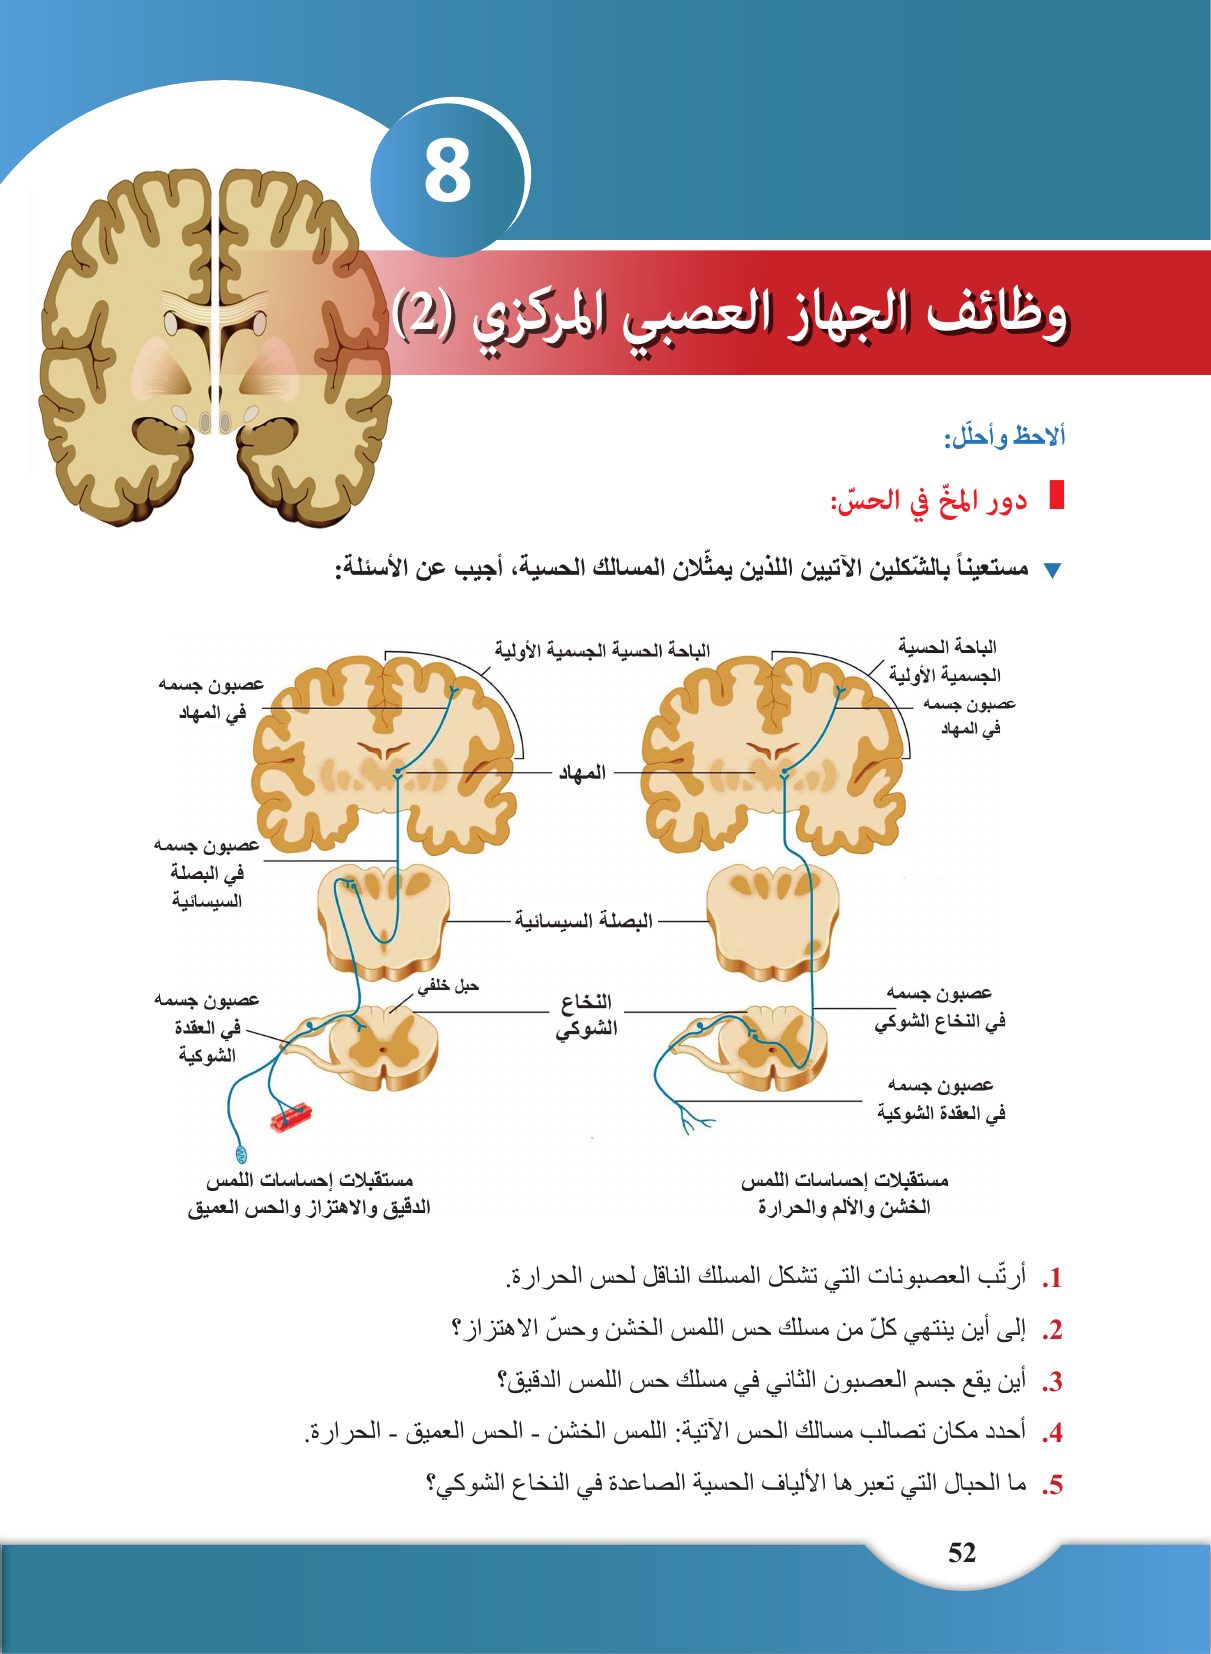 8
وظائف الجهاز العصبي المركزي (2)
ألاحظ وأحلّل:
دور المخّ في الحسّ:
مستعيناً بالشّكلين الآتيين اللذين يمثّلان المسالك الحسية، أجيب عن الأسئلة:
الباحة الحسية
الجسمية الأولية
عصبون جسمه
في المهاد
الباحة الحسية الجسمية الأولية
عصبون جسمه
في المهاد
المهاد
عصبون جسمه
في البصلة
السيسائية
البصلة السيسائية
حبل خلفي
عصبون جسمه
في النخاع الشوكي
النخاع
الشوكي
عصبون جسمه
في العقدة
الشوكية
عصبون جسمه
في العقدة الشوكية
مستقبلات إحساسات اللمس
الخشن والألم والحرارة
مستقبلات إحساسات اللمس
الدقيق والاهتزاز والحس العميق
1. أرتّب العصبونات التي تشكل المسلك الناقل لحس الحرارة.
2. إلى أين ينتهي كلّ من مسلك حس اللمس الخشن وحسّ الاهتزاز؟
3. أين يقع جسم العصبون الثاني في مسلك حس اللمس الدقيق؟
4. أحدد مكان تصالب مسالك الحس الآتية: اللمس الخشن - الحس العميق - الحرارة.
5. ما الحبال التي تعبرها الألياف الحسية الصاعدة في النخاع الشوكي؟
52